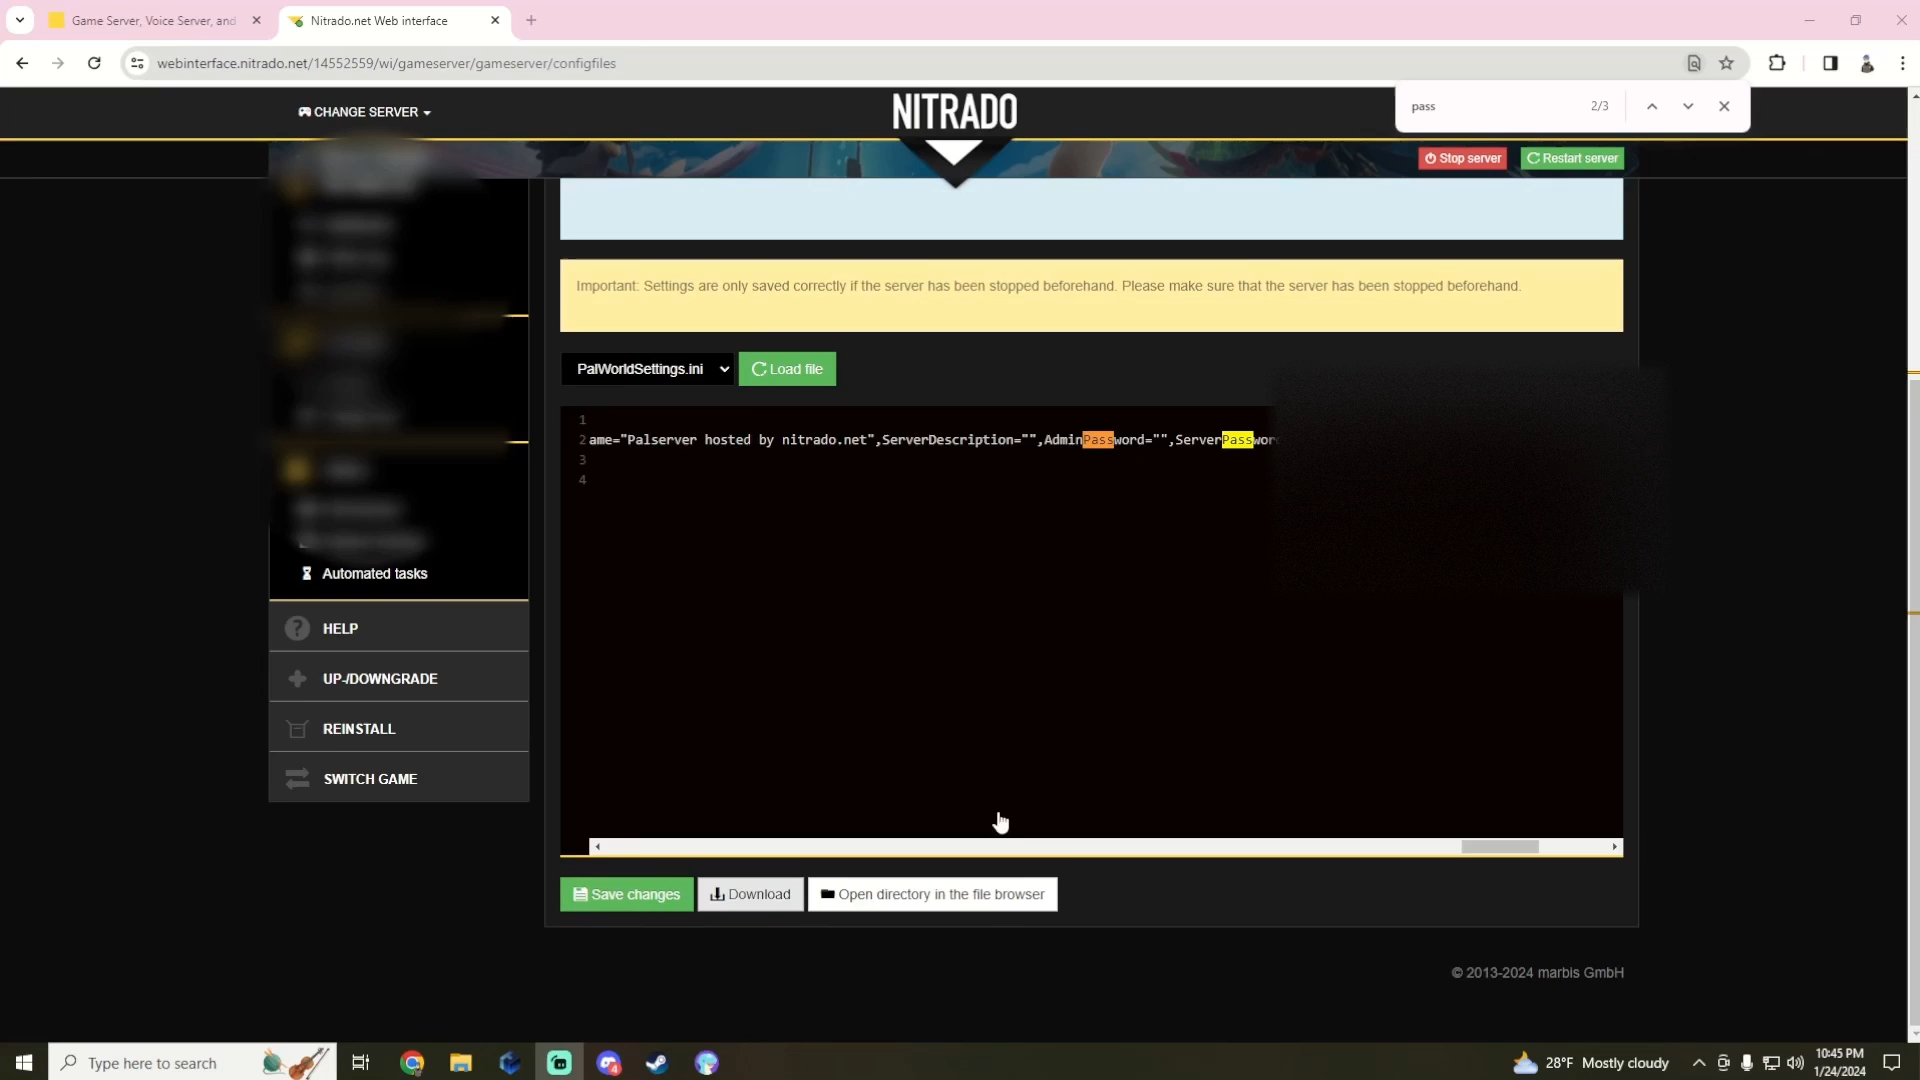 Game Server, Voice Server, and
Nitrado.net Web interface
webinterface.nitrado.net/14552559/wi/gameserver/gameserver/configfiles
pass 2/3
CHANGE SERVER
NITRADO
Stop server
Restart server
Important: Settings are only saved correctly if the server has been stopped beforehand. Please make sure that the server has been stopped beforehand.
PalWorldSettings.ini
Load file
1
2 ame="Palserver hosted by nitrado.net",ServerDescription="",AdminPassword="",ServerPasswor
3
4
Automated tasks
HELP
UP-/DOWNGRADE
REINSTALL
SWITCH GAME
Save changes
Download
Open directory in the file browser
© 2013-2024 marbis GmbH
Type here to search
28°F Mostly cloudy
10:45 PM
1/24/2024